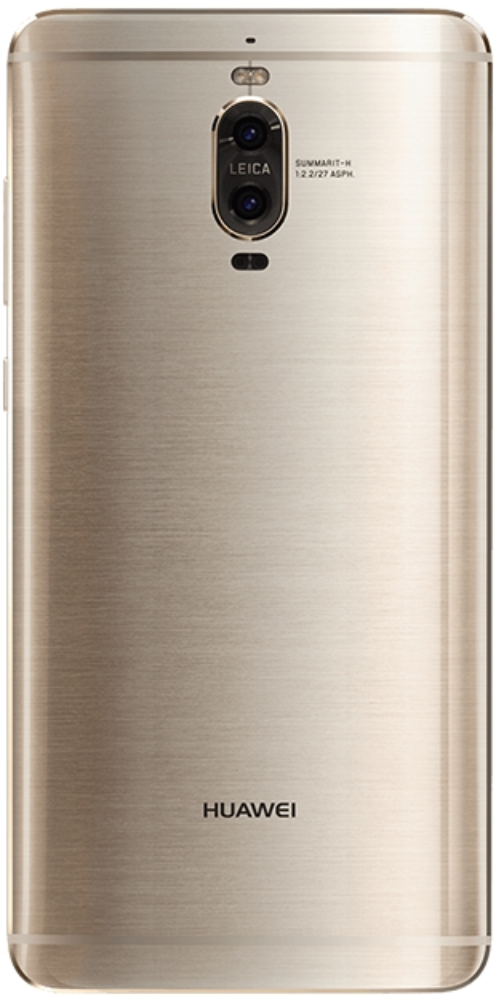 LEICA
SUMMARIT-H
1:2.2/27 ASPH.
HUAWEI